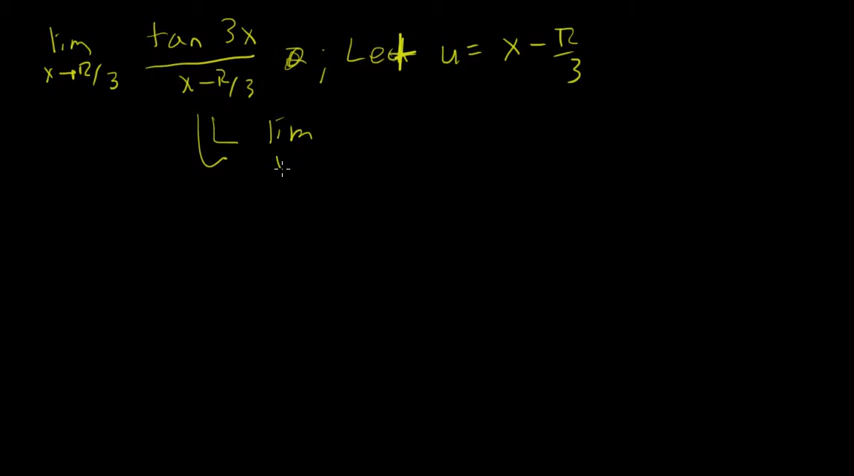 lim x→π/3 tan 3x / x-π/3 ; Let u = x - π/3
lim